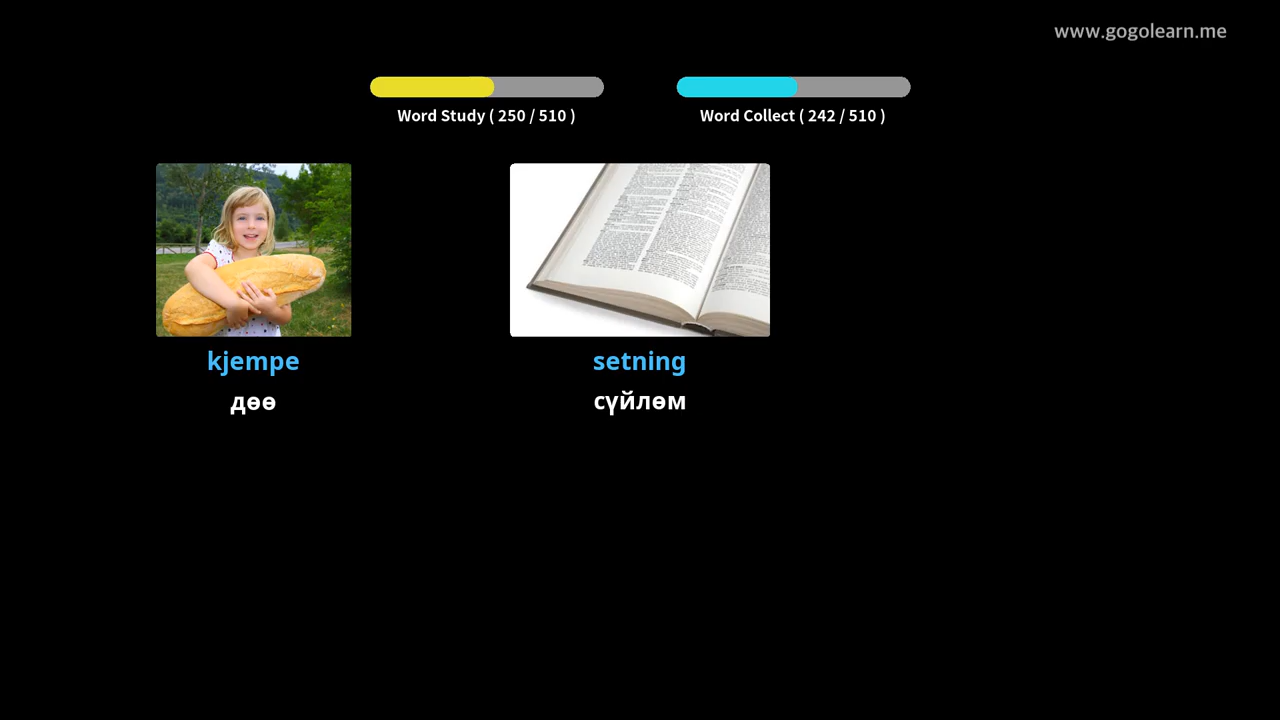 www.gogolearn.me
Word Study ( 250 / 510 )
Word Collect ( 242 / 510 )
kjempe
дөө
setning
сүйлөм